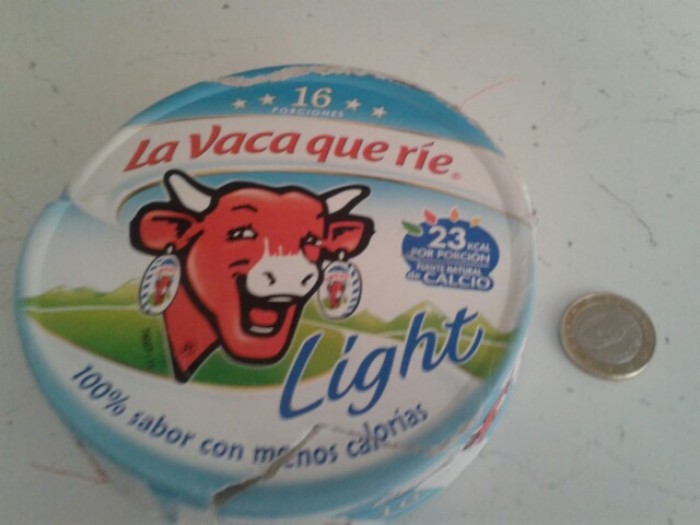 16
PORCIONES
La Vaca que ríe®
23 KCAL
POR PORCIÓN
FUENTE NATURAL
de CALCIO
Light
100% sabor con menos calorías